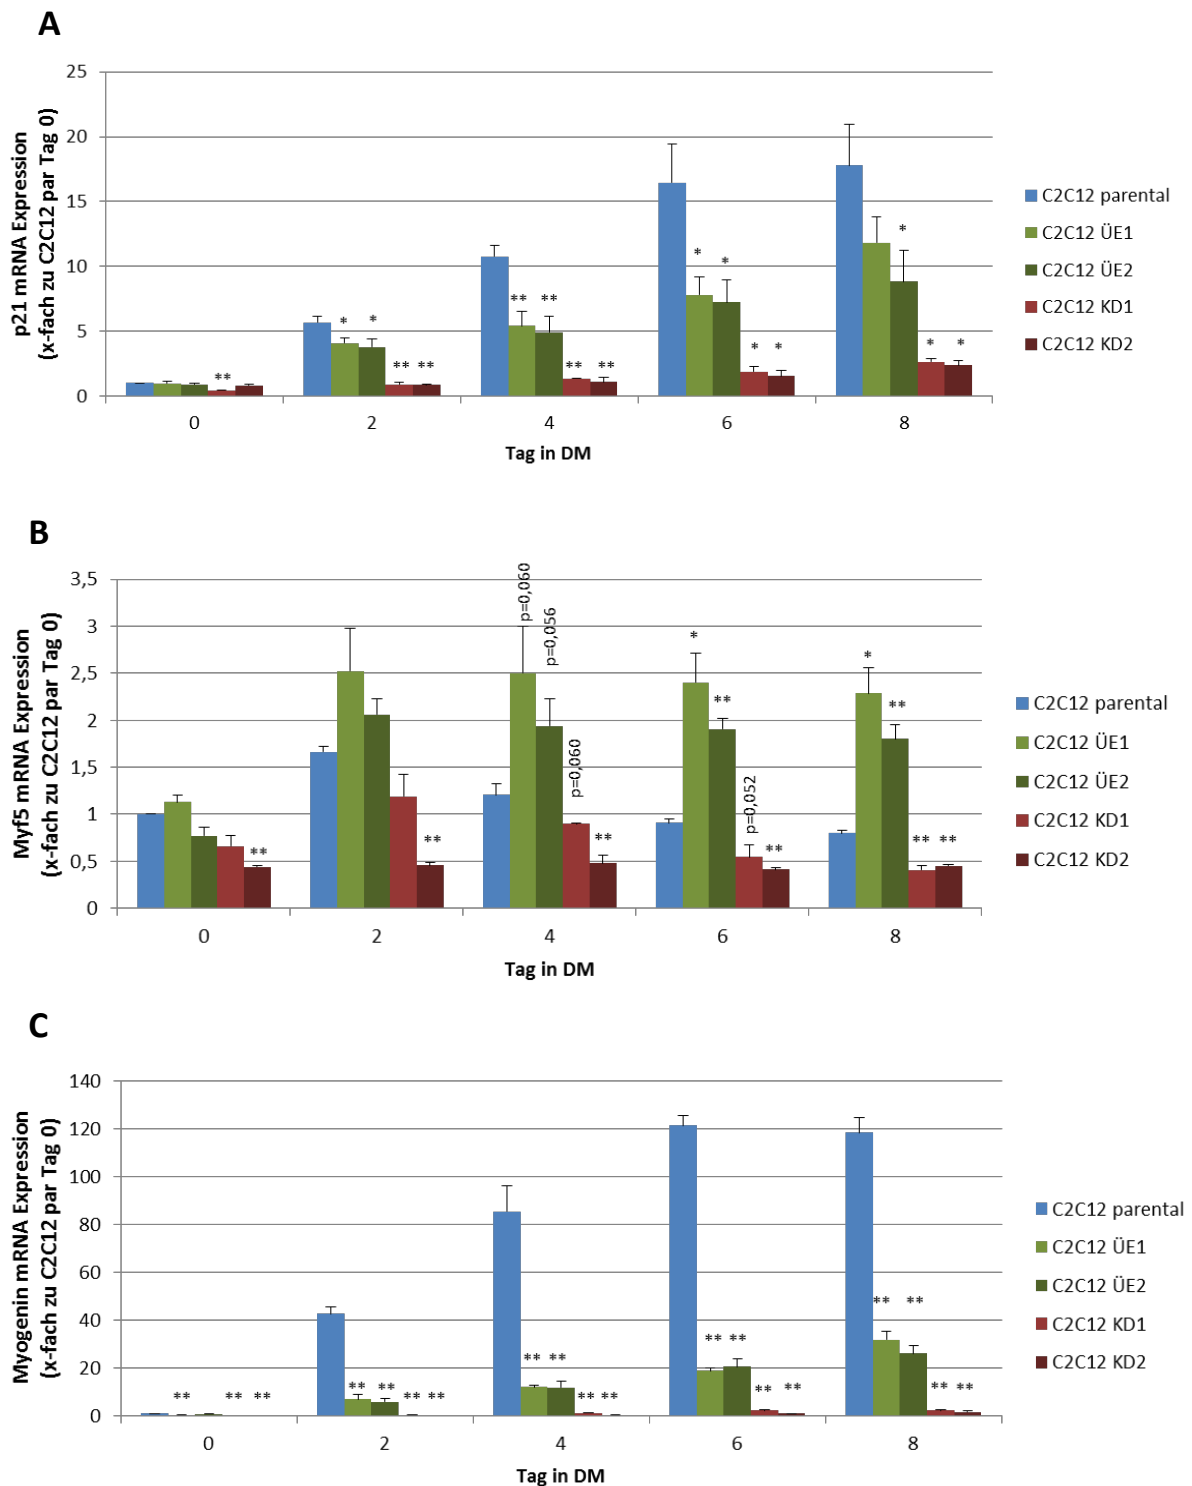 A
25
20
15
10
5
0
p21 mRNA Expression
(x-fach zu C2C12 par Tag 0)
** * * ** ** ** ** ** ** * * * * * * *
0 2 4 6 8
Tag in DM
C2C12 parental
C2C12 ÜE1
C2C12 ÜE2
C2C12 KD1
C2C12 KD2
B
3,5
3
2,5
2
1,5
1
0,5
0
Myf5 mRNA Expression
(x-fach zu C2C12 par Tag 0)
** ** p=0,060 p=0,056 p=0,060 ** * ** p=0,052 ** * ** ** **
0 2 4 6 8
Tag in DM
C2C12 parental
C2C12 ÜE1
C2C12 ÜE2
C2C12 KD1
C2C12 KD2
C
140
120
100
80
60
40
20
0
Myogenin mRNA Expression
(x-fach zu C2C12 par Tag 0)
** ** ** ** ** ** ** ** ** ** ** ** ** ** ** ** ** ** **
0 2 4 6 8
Tag in DM
C2C12 parental
C2C12 ÜE1
C2C12 ÜE2
C2C12 KD1
C2C12 KD2